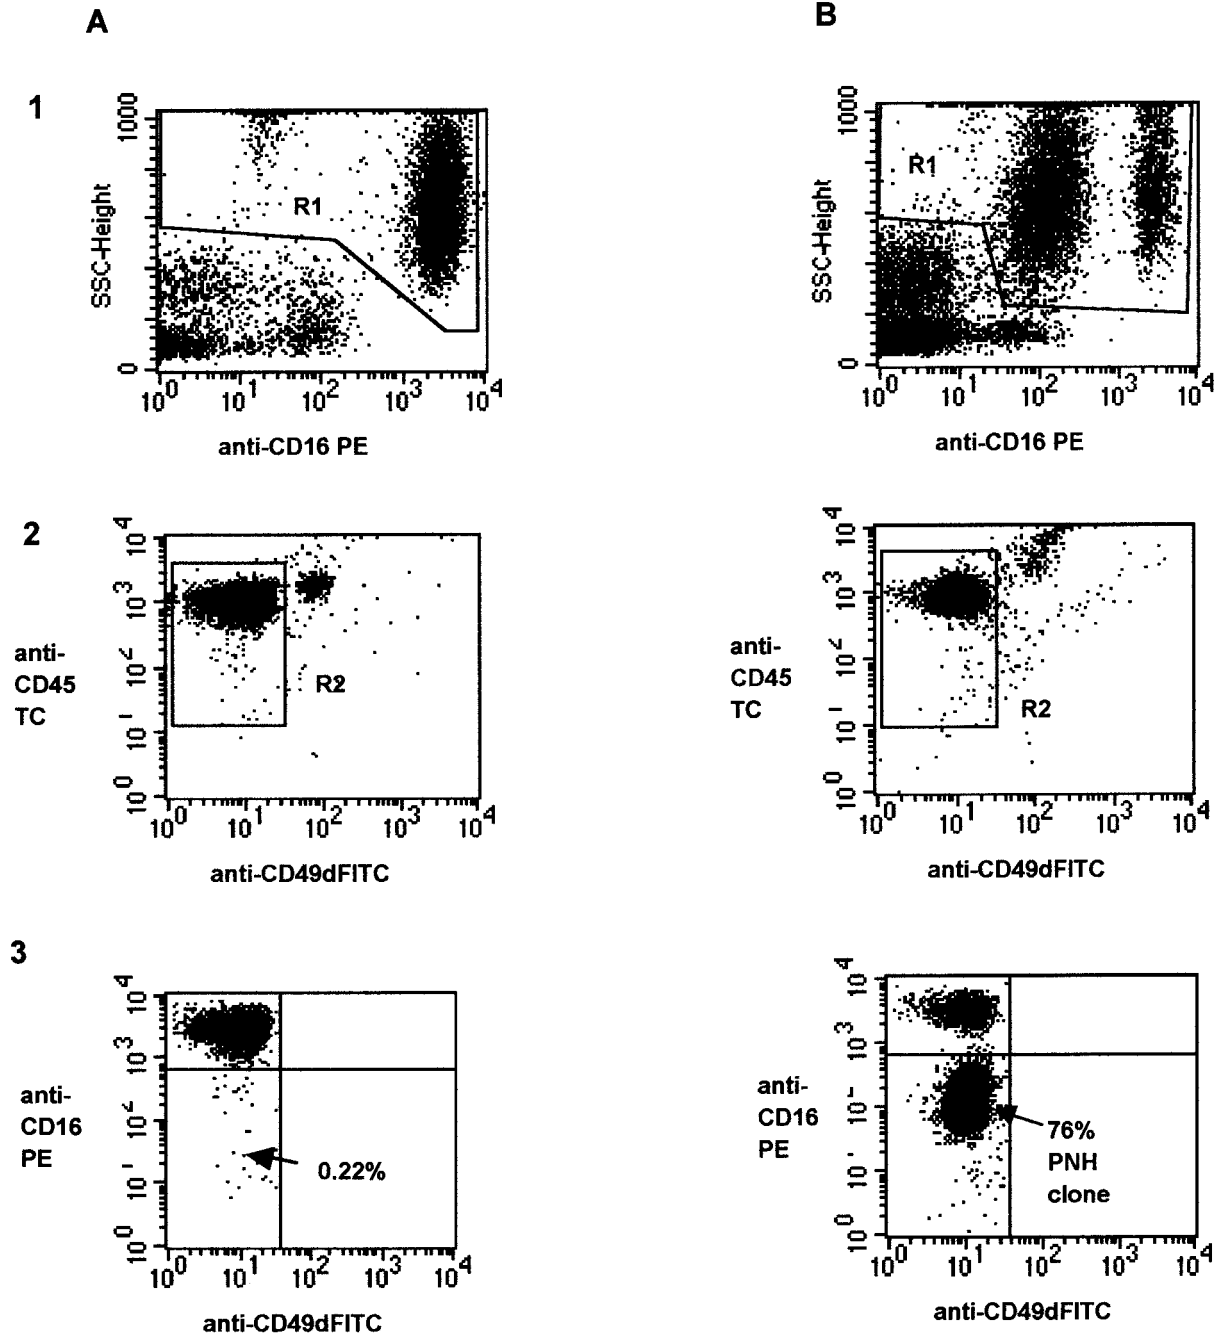 A
B
1
1000
SSC-Height
0
R1
10^0 10^1 10^2 10^3 10^4
anti-CD16 PE
1000
SSC-Height
0
R1
10^0 10^1 10^2 10^3 10^4
anti-CD16 PE
2
anti-
CD45
TC
10^4
10^3
10^2
10^1
10^0
R2
10^0 10^1 10^2 10^3 10^4
anti-CD49dFITC
anti-
CD45
TC
10^4
10^3
10^2
10^1
10^0
R2
10^0 10^1 10^2 10^3 10^4
anti-CD49dFITC
3
anti-
CD16
PE
10^4
10^3
10^2
10^1
10^0
0.22%
10^0 10^1 10^2 10^3 10^4
anti-CD49dFITC
anti-
CD16
PE
10^4
10^3
10^2
10^1
10^0
76%
PNH
clone
10^0 10^1 10^2 10^3 10^4
anti-CD49dFITC